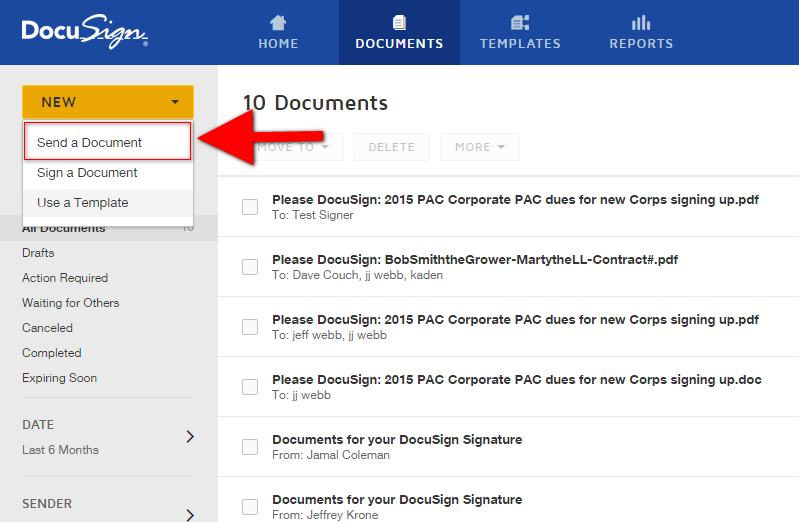 DocuSign®
HOME
DOCUMENTS
TEMPLATES
REPORTS
NEW
Send a Document
Sign a Document
Use a Template
All Documents 10
Drafts
Action Required
Waiting for Others
Canceled
Completed
Expiring Soon
DATE
Last 6 Months
SENDER
10 Documents
MOVE TO
DELETE
MORE
Please DocuSign: 2015 PAC Corporate PAC dues for new Corps signing up.pdf
To: Test Signer
Please DocuSign: BobSmiththeGrower-MartytheLL-Contract#.pdf
To: Dave Couch, jj webb, kaden
Please DocuSign: 2015 PAC Corporate PAC dues for new Corps signing up.pdf
To: jeff webb, jj webb
Please DocuSign: 2015 PAC Corporate PAC dues for new Corps signing up.doc
To: jj webb
Documents for your DocuSign Signature
From: Jamal Coleman
Documents for your DocuSign Signature
From: Jeffrey Krone